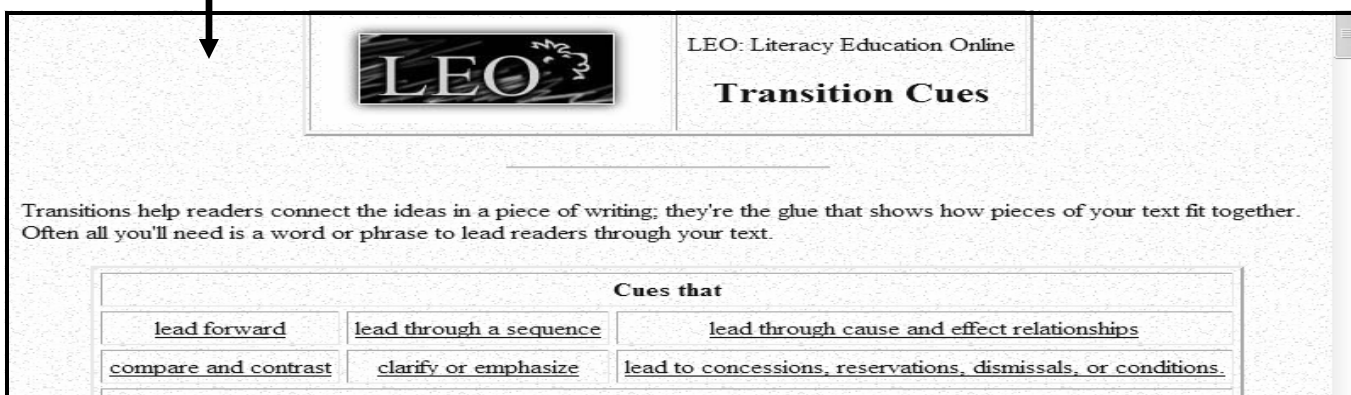 LEO
LEO: Literacy Education Online
Transition Cues
Transitions help readers connect the ideas in a piece of writing; they're the glue that shows how pieces of your text fit together.
Often all you'll need is a word or phrase to lead readers through your text.
Cues that
lead forward lead through a sequence lead through cause and effect relationships
compare and contrast clarify or emphasize lead to concessions, reservations, dismissals, or conditions.